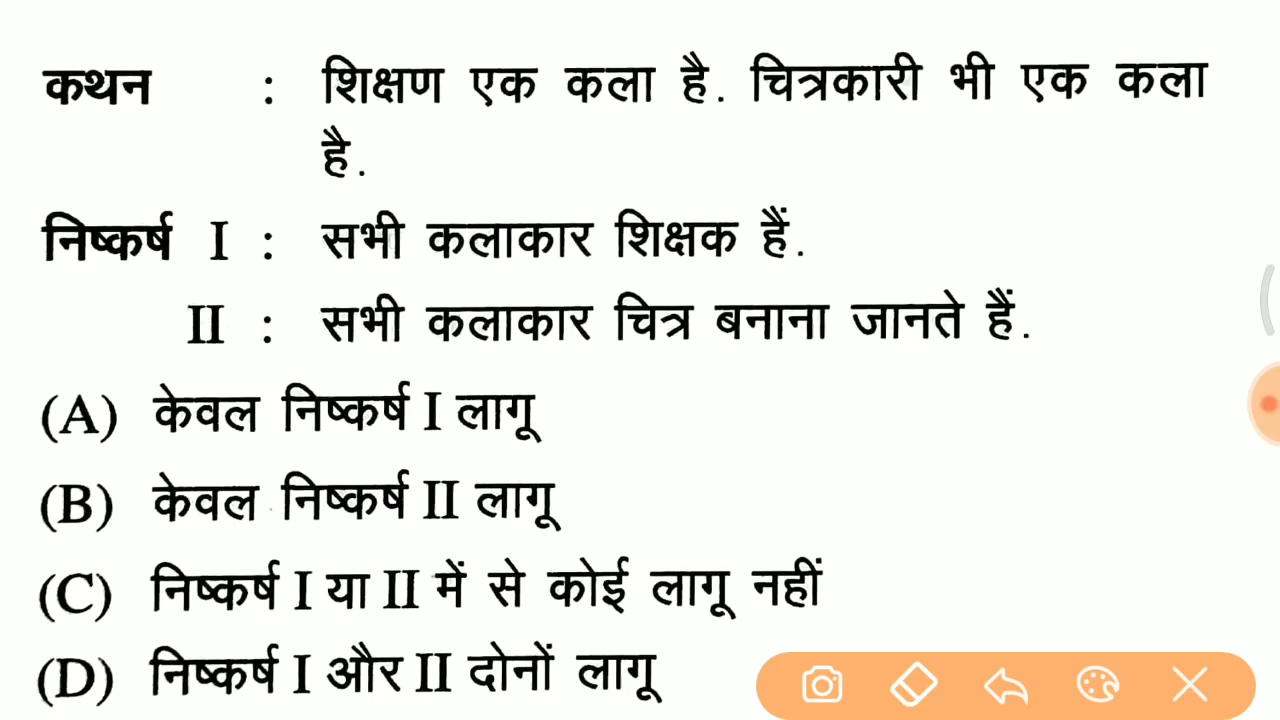 कथन : शिक्षण एक कला है. चित्रकारी भी एक कला
है.
निष्कर्ष I : सभी कलाकार शिक्षक हैं.
II : सभी कलाकार चित्र बनाना जानते हैं.
(A) केवल निष्कर्ष I लागू
(B) केवल निष्कर्ष II लागू
(C) निष्कर्ष I या II में से कोई लागू नहीं
(D) निष्कर्ष I और II दोनों लागू